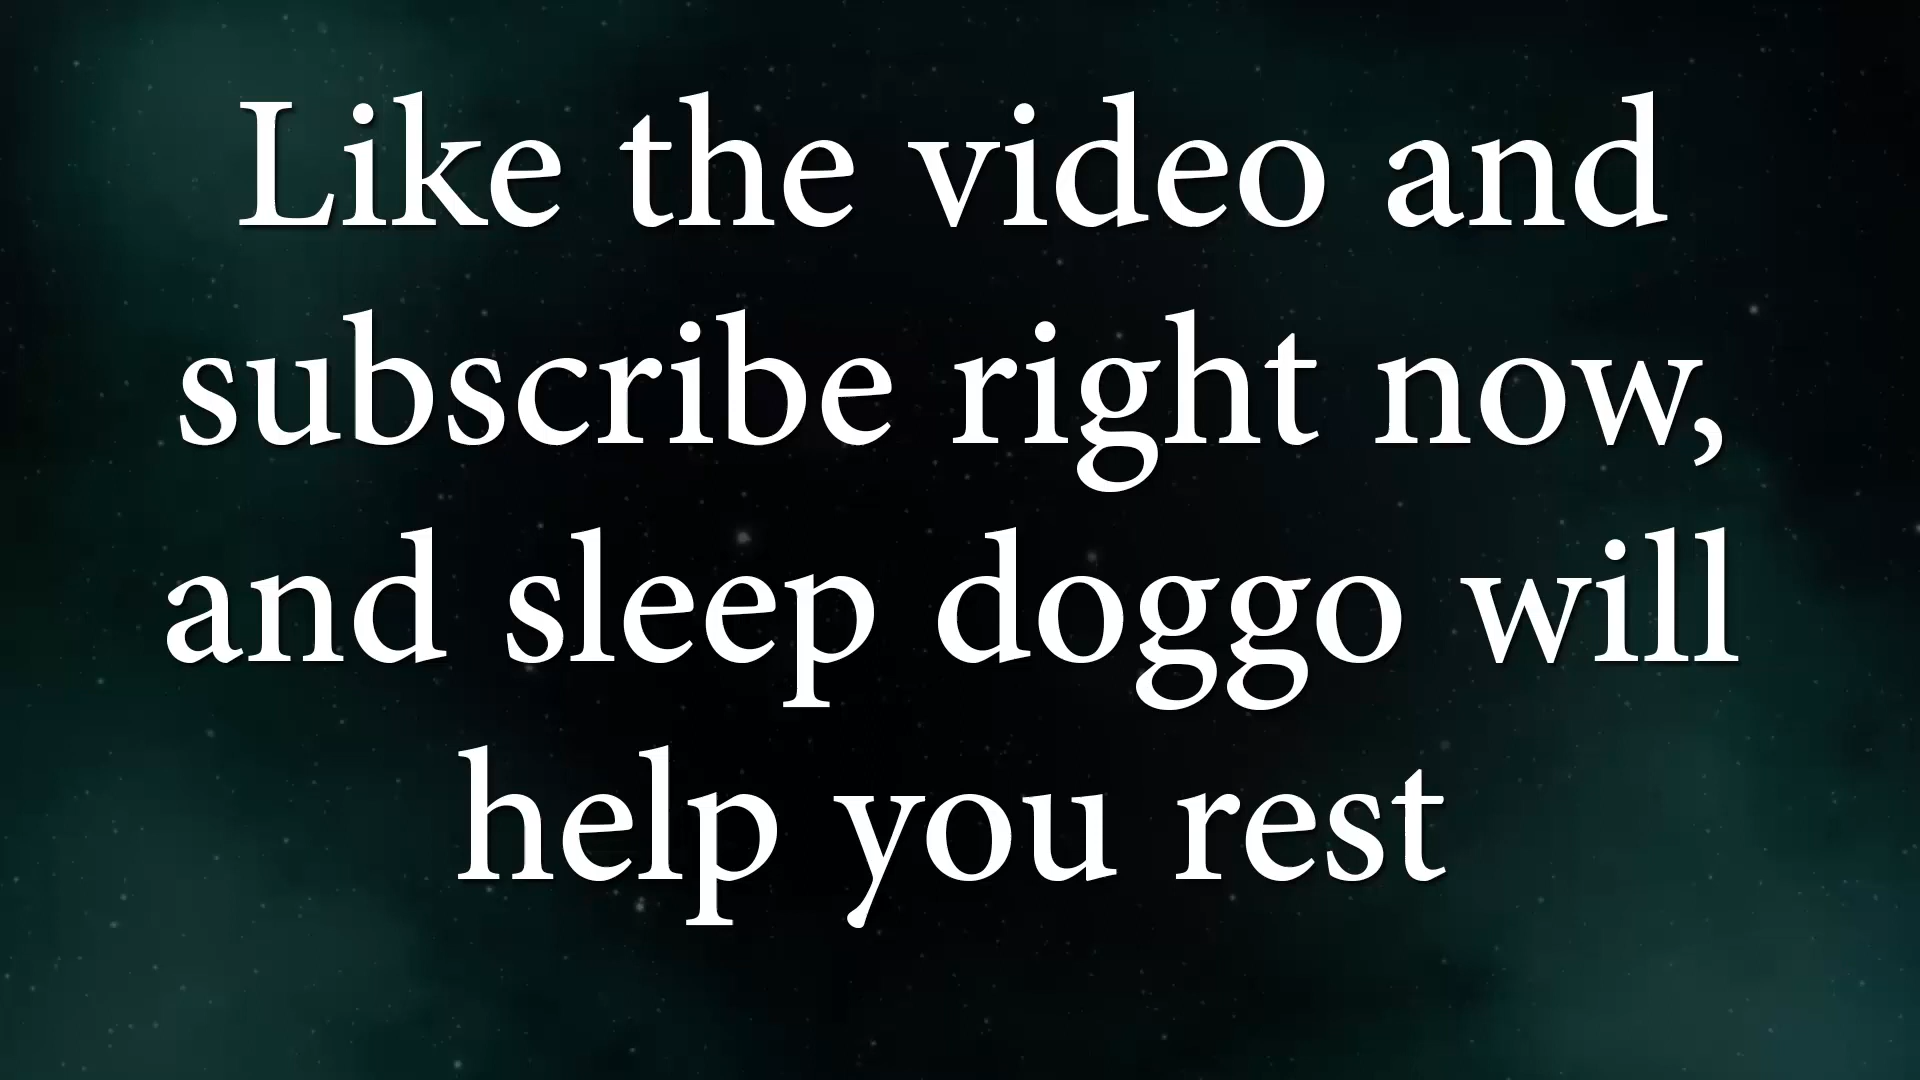 Like the video and
subscribe right now,
and sleep doggo will
help you rest